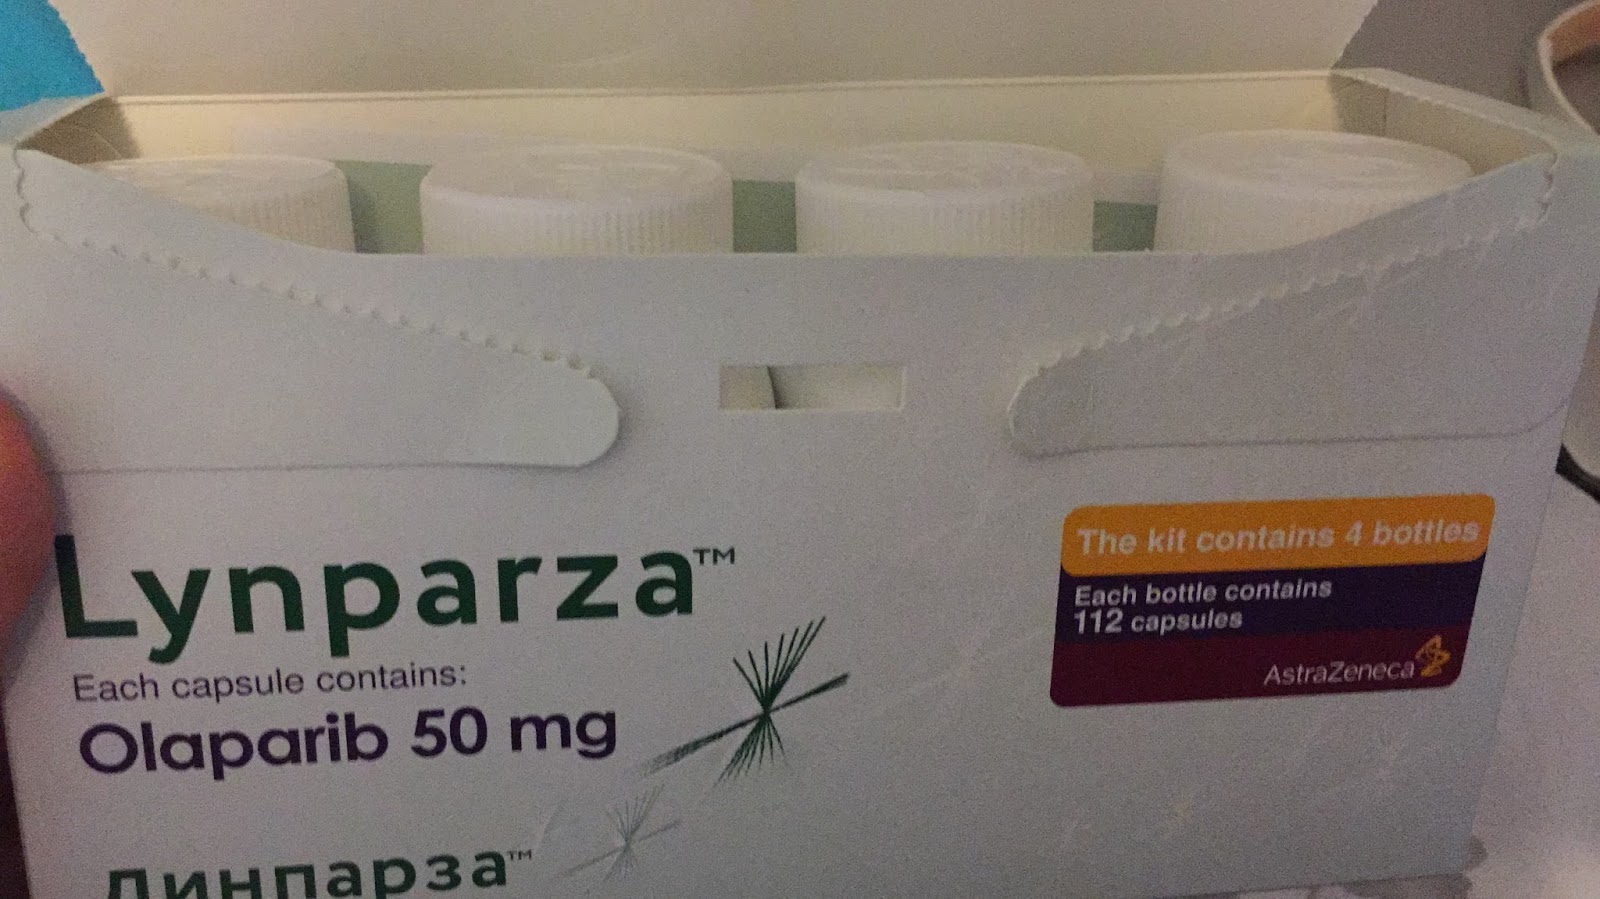 Lynparza™
Each capsule contains:
Olaparib 50 mg
Линпарза™
The kit contains 4 bottles
Each bottle contains
112 capsules
AstraZeneca